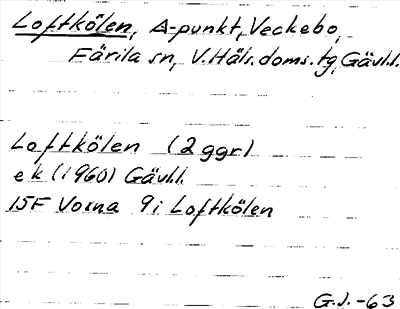 Loftkölen, A-punkt, Veckebo,
Färila sn, V.Häls.doms.tg, Gävl.l.
Loftkölen (2 ggr)
ek (1960) Gävl.l.
15F Voxna 9i Loftkölen
G.J. -63